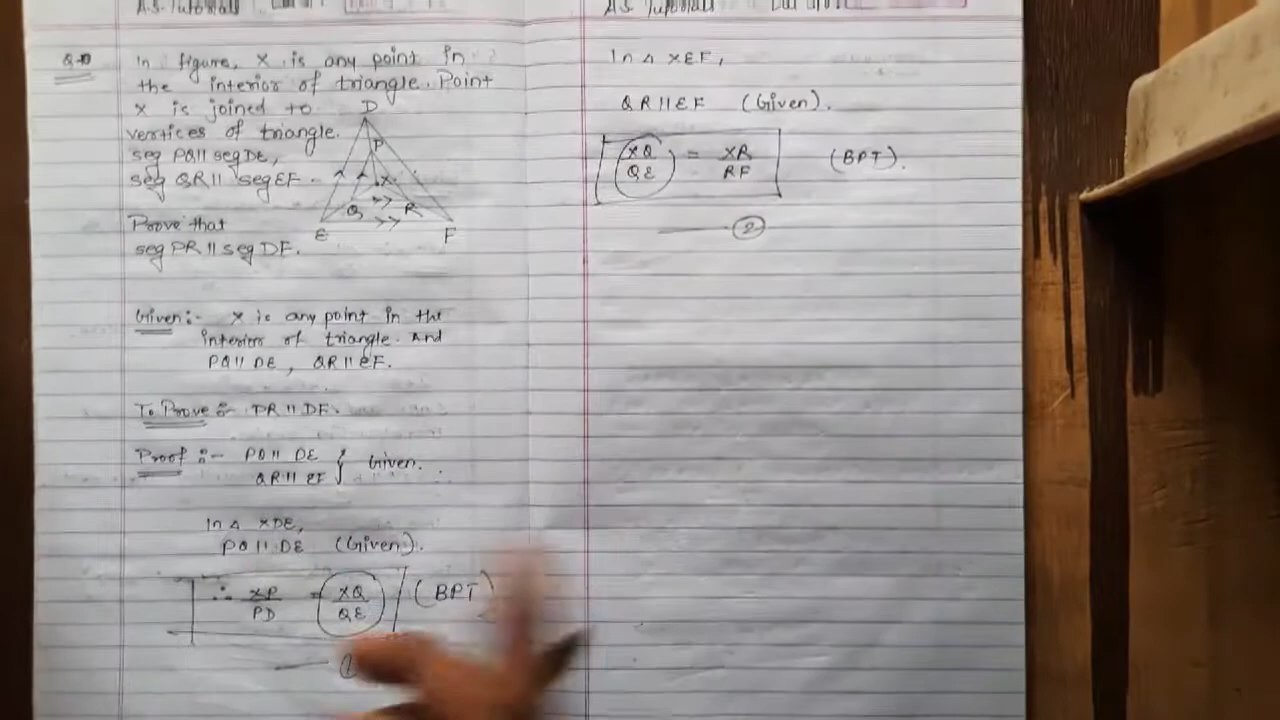 Q-10
In figure, X is any point in
the interior of triangle. Point
X is joined to
vertices of triangle.
seg PQ || seg DE,
seg QR || seg EF.
Prove that
seg PR || seg DF.
D
P
X
Q
R
E
F
Given :- X is any point in the
interior of triangle. And
PQ || DE, QR || EF.
To Prove :- PR || DF.
Proof :- PQ || DE
QR || EF } Given.
In △ XDE,
PQ || DE (Given).
∴ XP/PD = XQ/QE (BPT)
In △ XEF,
QR || EF (Given).
XQ/QE = XR/RF (BPT).
②